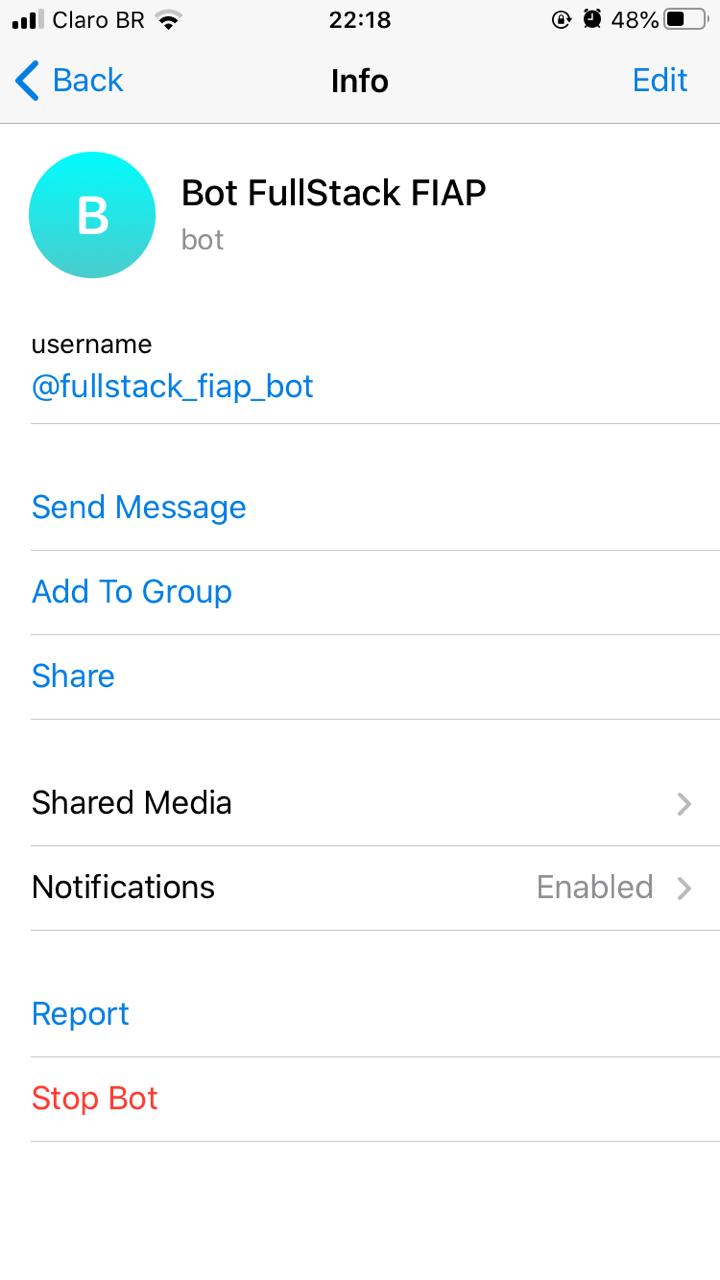 Claro BR 22:18 48%
Back Info Edit
B
Bot FullStack FIAP
bot
username
@fullstack_fiap_bot
Send Message
Add To Group
Share
Shared Media
Notifications Enabled
Report
Stop Bot